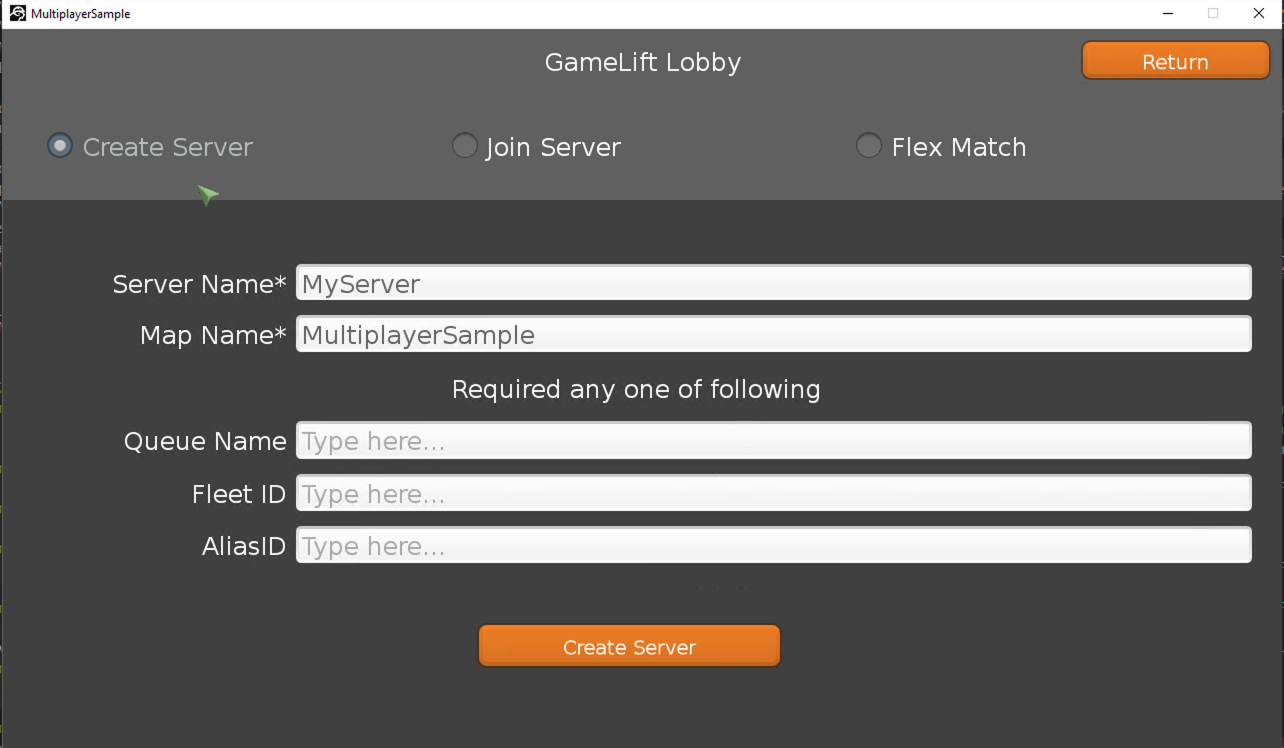 MultiplayerSample
GameLift Lobby
Return
Create Server
Join Server
Flex Match
Server Name* MyServer
Map Name* MultiplayerSample
Required any one of following
Queue Name Type here...
Fleet ID Type here...
AliasID Type here...
Create Server